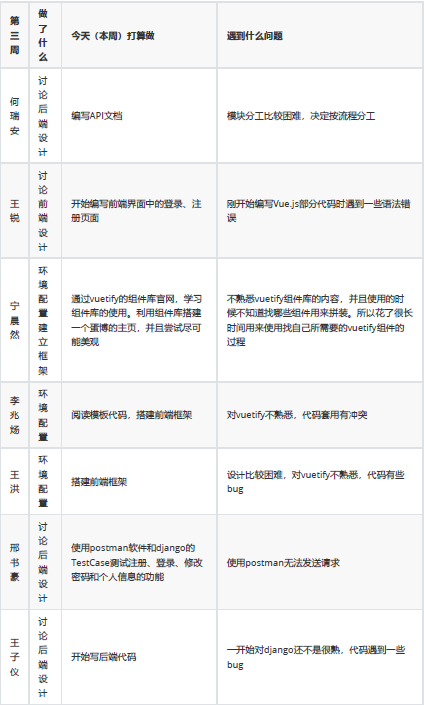 第三周 做了什么 今天（本周）打算做 遇到什么问题
何瑞安 讨论后端设计 编写API文档 模块分工比较困难，决定按流程分工
王锐 讨论前端设计 开始编写前端界面中的登录、注册页面 刚开始编写Vue.js部分代码时遇到一些语法错误
宁晨然 环境配置建立框架 通过vuetify的组件库官网，学习组件库的使用。利用组件库搭建一个蛋博的主页，并且尝试尽可能美观 不熟悉vuetify组件库的内容，并且使用的时候不知道找哪些组件用来拼装。所以花了很长时间用来使用找自己所需要的vuetify组件的过程
李兆炀 环境配置 阅读模板代码，搭建前端框架 对vuetify不熟悉，代码套用有冲突
王洪 环境配置 搭建前端框架 设计比较困难，对vuetify不熟悉，代码有些bug
邢书豪 讨论后端设计 使用postman软件和django的TestCase测试注册、登录、修改密码和个人信息的功能 使用postman无法发送请求
王子仪 讨论后端设计 开始写后端代码 一开始对django还不是很熟，代码遇到一些bug